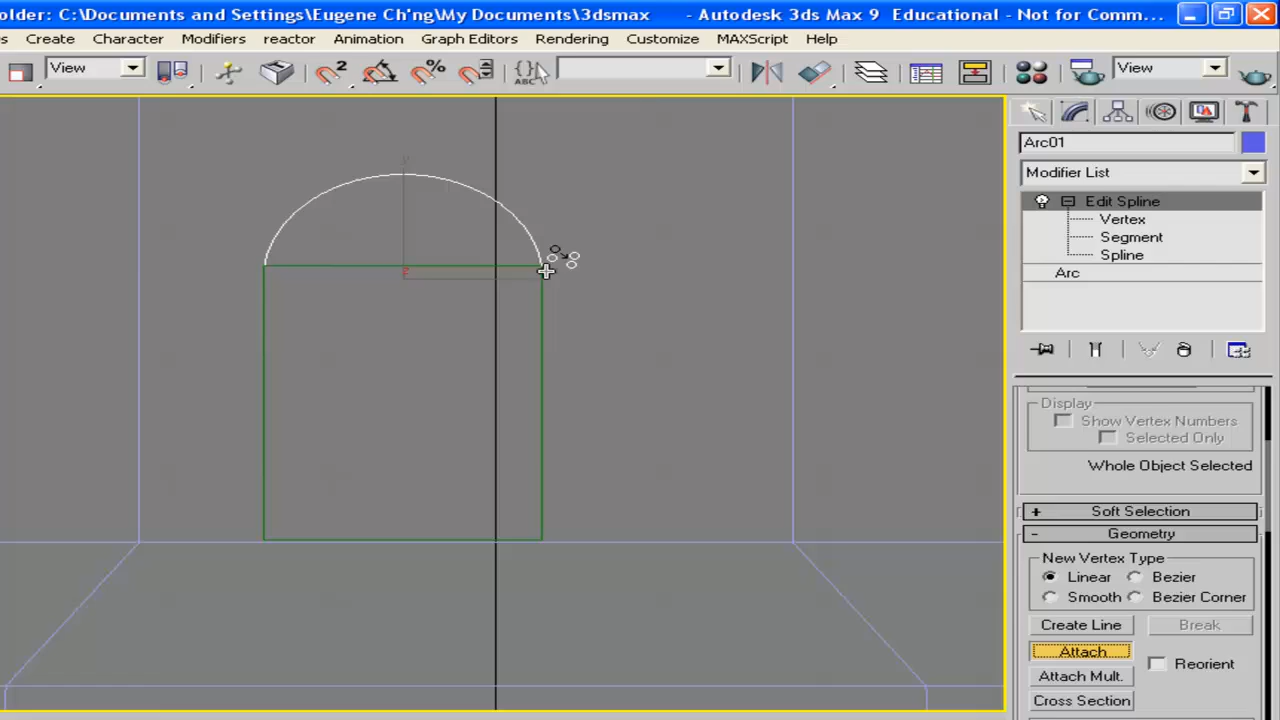 older: C:\Documents and Settings\Eugene Ch'ng\My Documents\3dsmax - Autodesk 3ds Max 9 Educational - Not for Comm...
s Create Character Modifiers reactor Animation Graph Editors Rendering Customize MAXScript Help
View 2 % {} ABC View
Arc01
Modifier List
Edit Spline
Vertex
Segment
Spline
Arc
Display
Show Vertex Numbers
Selected Only
Whole Object Selected
+ Soft Selection
- Geometry
New Vertex Type
Linear Bezier
Smooth Bezier Corner
Create Line Break
Attach Reorient
Attach Mult.
Cross Section